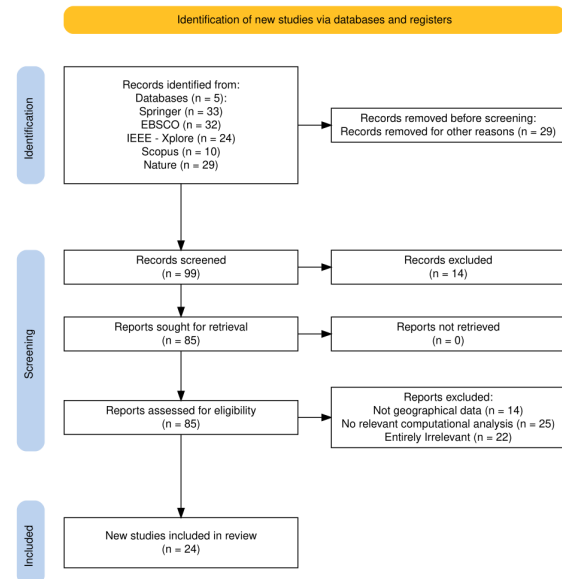 Identification of new studies via databases and registers
Identification
Records identified from:
Databases (n = 5):
Springer (n = 33)
EBSCO (n = 32)
IEEE - Xplore (n = 24)
Scopus (n = 10)
Nature (n = 29)
Records removed before screening:
Records removed for other reasons (n = 29)
Screening
Records screened
(n = 99)
Records excluded
(n = 14)
Reports sought for retrieval
(n = 85)
Reports not retrieved
(n = 0)
Reports assessed for eligibility
(n = 85)
Reports excluded:
Not geographical data (n = 14)
No relevant computational analysis (n = 25)
Entirely Irrelevant (n = 22)
Included
New studies included in review
(n = 24)